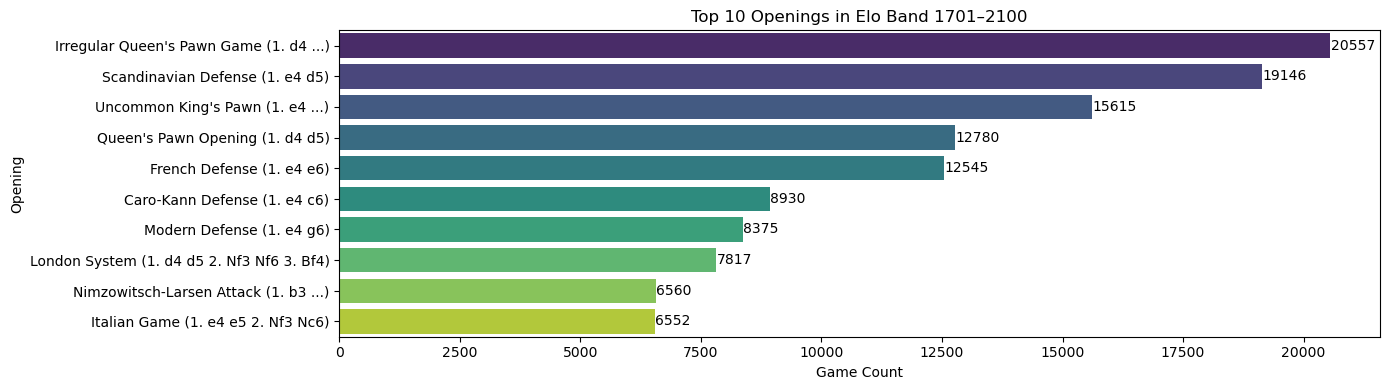 Top 10 Openings in Elo Band 1701–2100
Opening
Irregular Queen's Pawn Game (1. d4 ...) 20557
Scandinavian Defense (1. e4 d5) 19146
Uncommon King's Pawn (1. e4 ...) 15615
Queen's Pawn Opening (1. d4 d5) 12780
French Defense (1. e4 e6) 12545
Caro-Kann Defense (1. e4 c6) 8930
Modern Defense (1. e4 g6) 8375
London System (1. d4 d5 2. Nf3 Nf6 3. Bf4) 7817
Nimzowitsch-Larsen Attack (1. b3 ...) 6560
Italian Game (1. e4 e5 2. Nf3 Nc6) 6552
0 2500 5000 7500 10000 12500 15000 17500 20000
Game Count